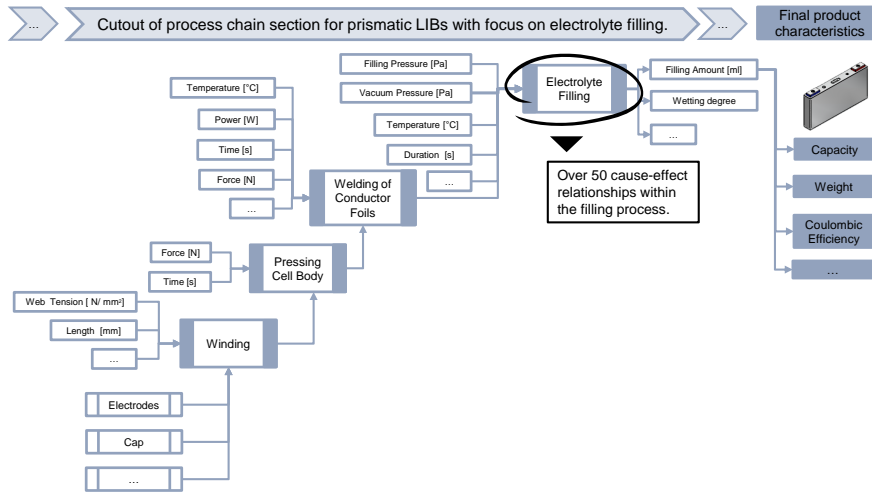 ...
Cutout of process chain section for prismatic LIBs with focus on electrolyte filling.
...
Final product
characteristics
Filling Pressure [Pa]
Vacuum Pressure [Pa]
Temperature [°C]
Duration [s]
...
Electrolyte
Filling
Filling Amount [ml]
Wetting degree
...
Over 50 cause-effect
relationships within
the filling process.
Capacity
Weight
Coulombic
Efficiency
...
Temperature [°C]
Power [W]
Time [s]
Force [N]
...
Welding of
Conductor
Foils
Force [N]
Time [s]
Pressing
Cell Body
Web Tension [ N/ mm²]
Length [mm]
...
Winding
Electrodes
Cap
...